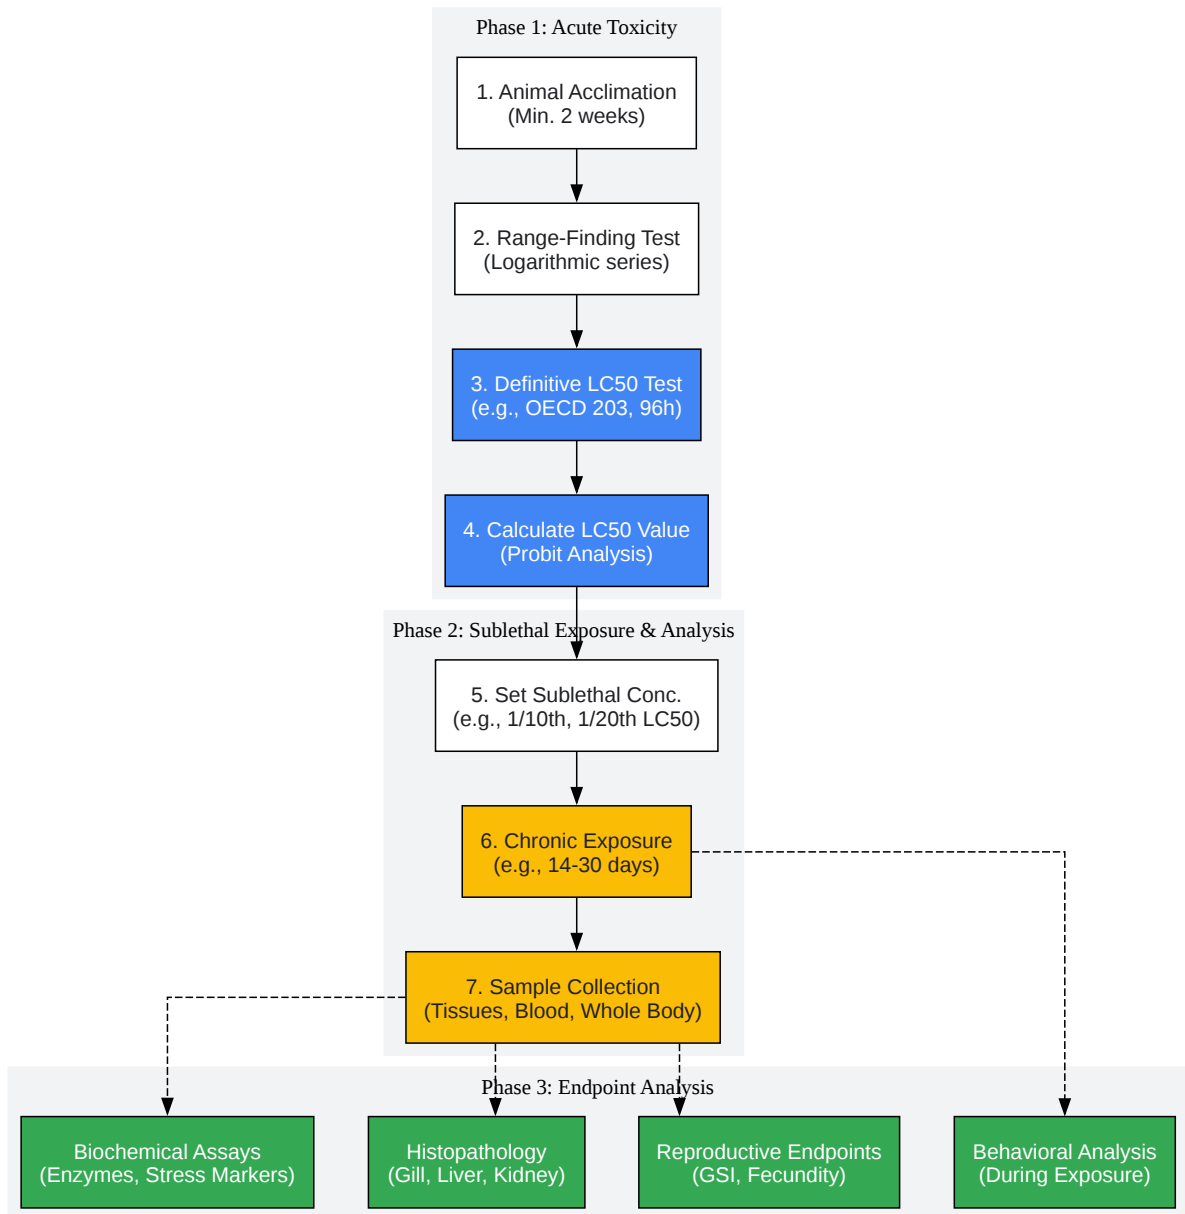 Phase 1: Acute Toxicity
1. Animal Acclimation
(Min. 2 weeks)
2. Range-Finding Test
(Logarithmic series)
3. Definitive LC50 Test
(e.g., OECD 203, 96h)
4. Calculate LC50 Value
(Probit Analysis)
Phase 2: Sublethal Exposure & Analysis
5. Set Sublethal Conc.
(e.g., 1/10th, 1/20th LC50)
6. Chronic Exposure
(e.g., 14-30 days)
7. Sample Collection
(Tissues, Blood, Whole Body)
Phase 3: Endpoint Analysis
Biochemical Assays
(Enzymes, Stress Markers)
Histopathology
(Gill, Liver, Kidney)
Reproductive Endpoints
(GSI, Fecundity)
Behavioral Analysis
(During Exposure)